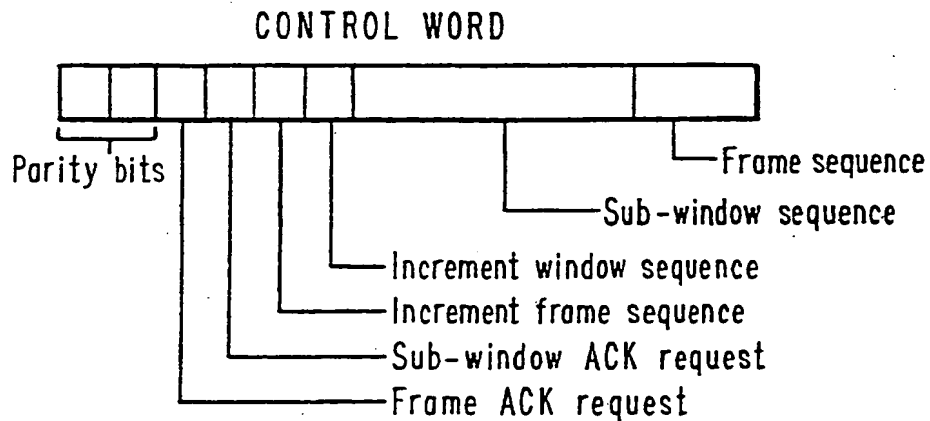 CONTROL WORD
Parity bits
Frame sequence
Sub-window sequence
Increment window sequence
Increment frame sequence
Sub-window ACK request
Frame ACK request